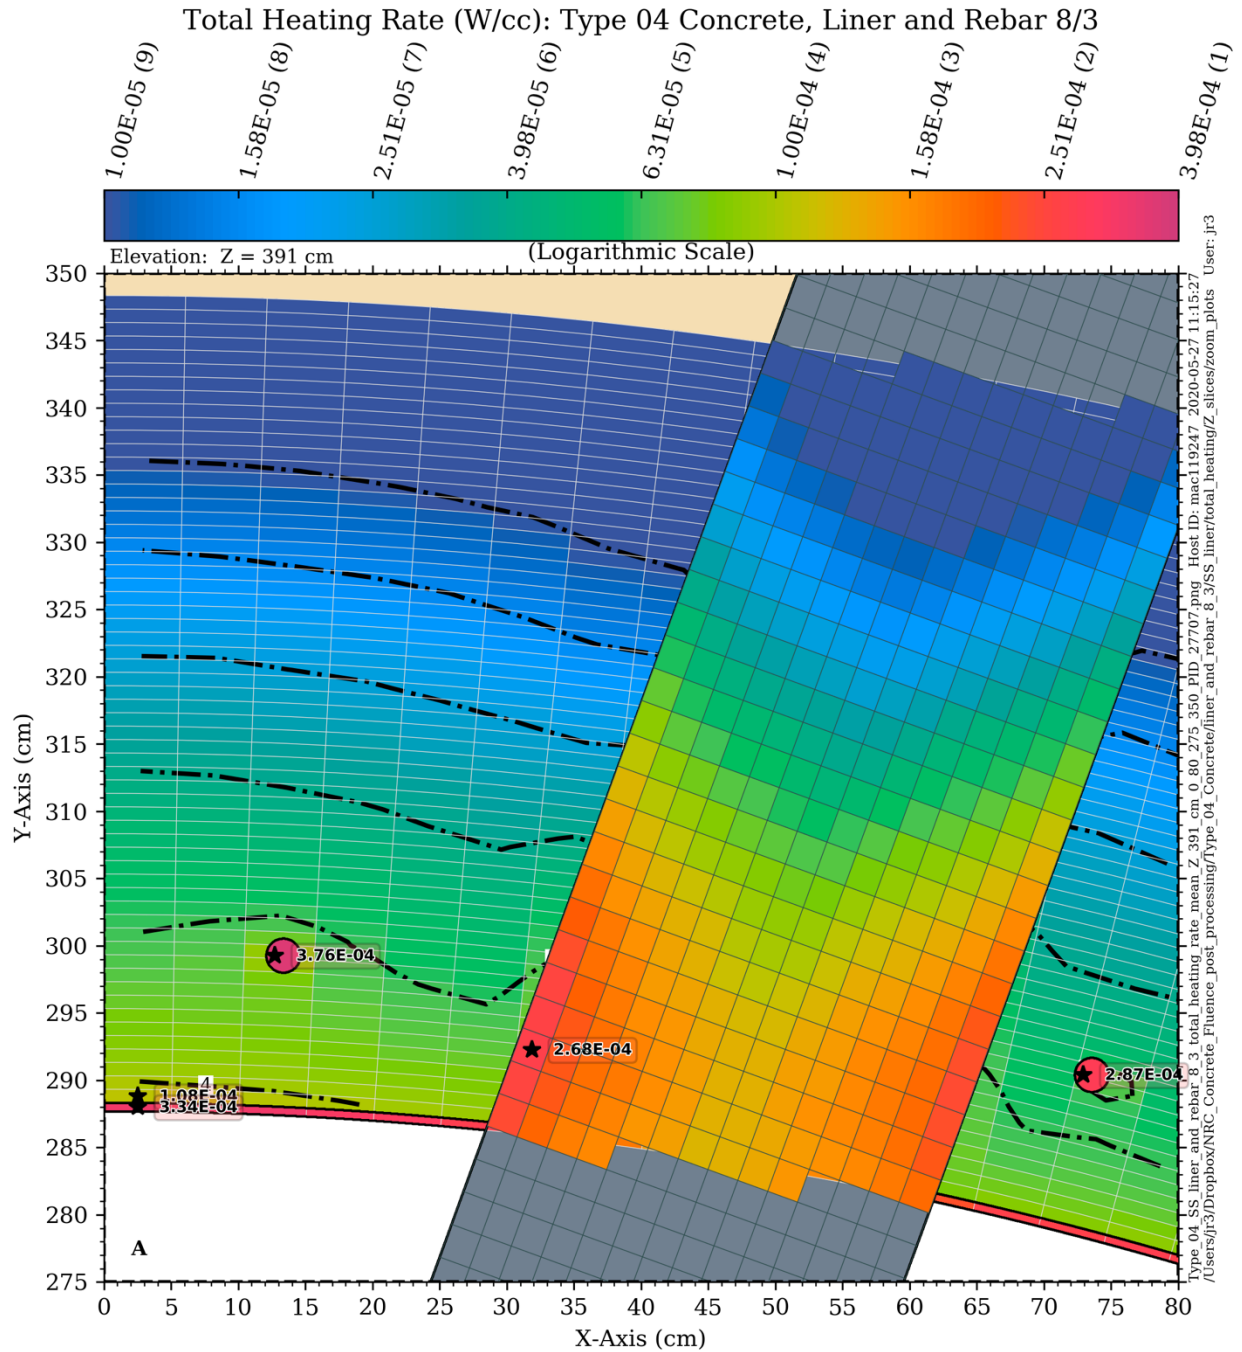 Total Heating Rate (W/cc): Type 04 Concrete, Liner and Rebar 8/3
1.00E-05 (9)
1.58E-05 (8)
2.51E-05 (7)
3.98E-05 (6)
6.31E-05 (5)
1.00E-04 (4)
1.58E-04 (3)
2.51E-04 (2)
3.98E-04 (1)
Elevation: Z = 391 cm
(Logarithmic Scale)
350
345
340
335
330
325
320
315
310
305
300
295
290
285
280
275
Y-Axis (cm)
3.76E-04
2.68E-04
2.87E-04
4
1.08E-04
3.34E-04
A
0 5 10 15 20 25 30 35 40 45 50 55 60 65 70 75 80
X-Axis (cm)
Type_04_SS_liner_and_rebar_8_3_total_heating_rate_mean_Z_391_cm_0_80_275_350_PID_27707.png Host ID: mac119247 2020-05-27 11:15:27
/Users/jr3/Dropbox/NRC_Concrete_Fluence_post_processing/Type_04_Concrete/liner_and_rebar_8_3/SS_liner/total_heating/Z_slices/zoom_plots User: jr3